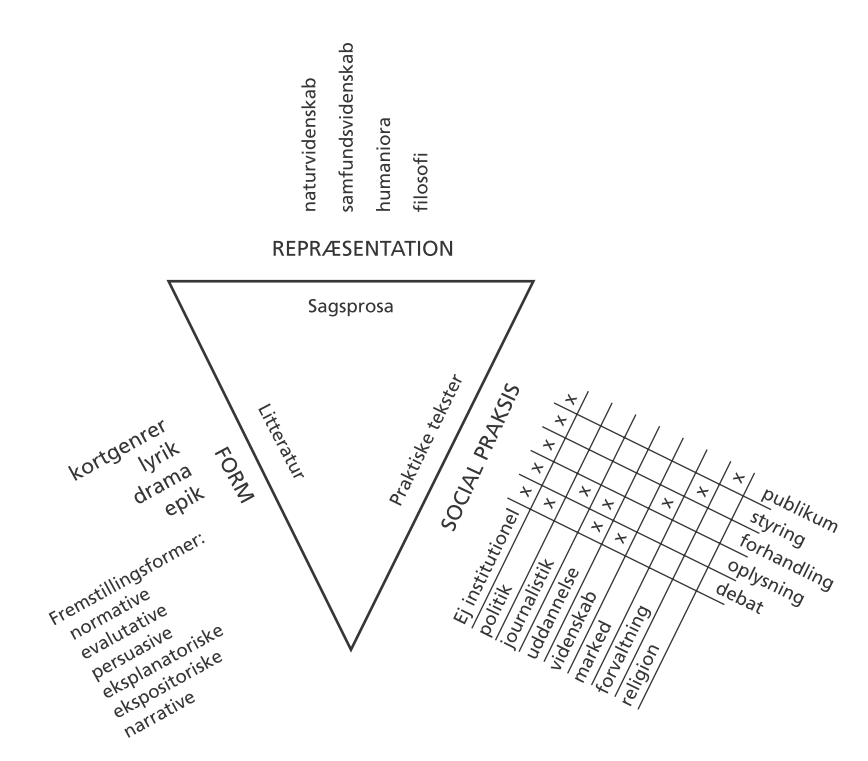 naturvidenskab
samfundsvidenskab
humaniora
filosofi
REPRÆSENTATION
Sagsprosa
Litteratur
Praktiske tekster
FORM
SOCIAL PRAKSIS
kortgenrer
lyrik
drama
epik
Fremstillingsformer:
normative
evalutative
persuasive
eksplanatoriske
ekspositoriske
narrative
x
x x
x x x
x x x
x x x
x x
x
publikum
styring
forhandling
oplysning
debat
Ej institutionel
politik
journalistik
uddannelse
videnskab
marked
forvaltning
religion